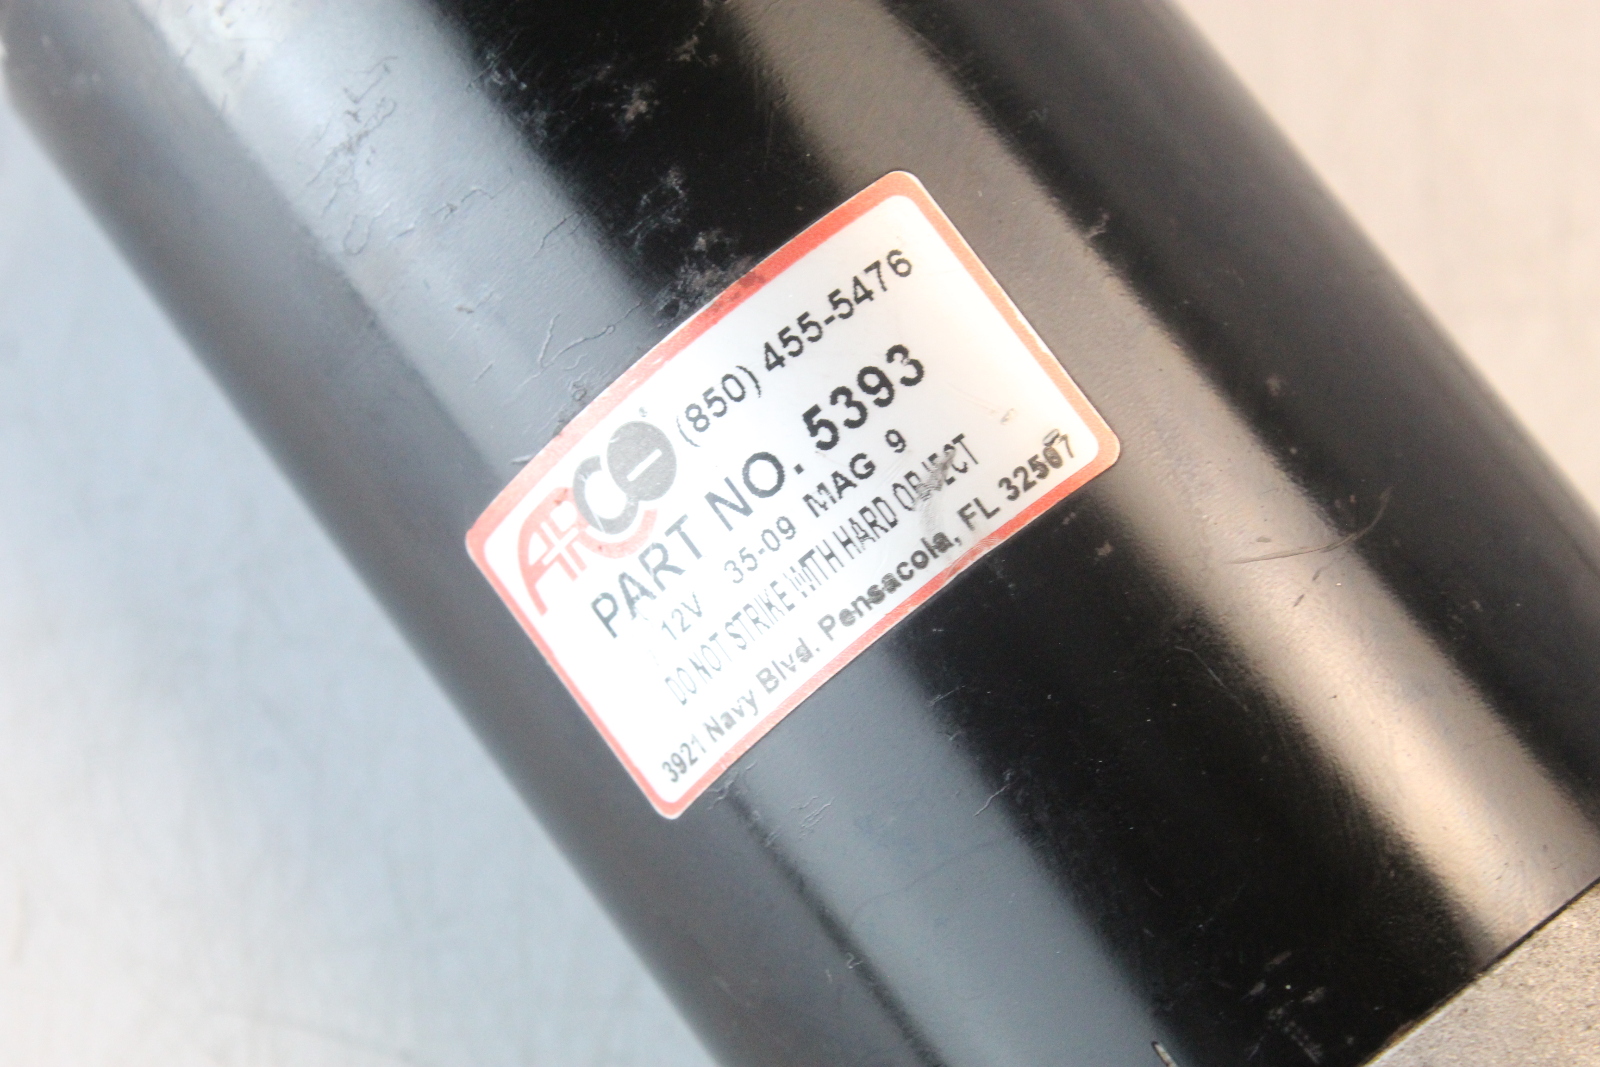 ARCO (850) 455-5476
PART NO. 5393
12V 35-09 MAG 9
DO NOT STRIKE WITH HARD OBJECT
3921 Navy Blvd. Pensacola, FL 32507